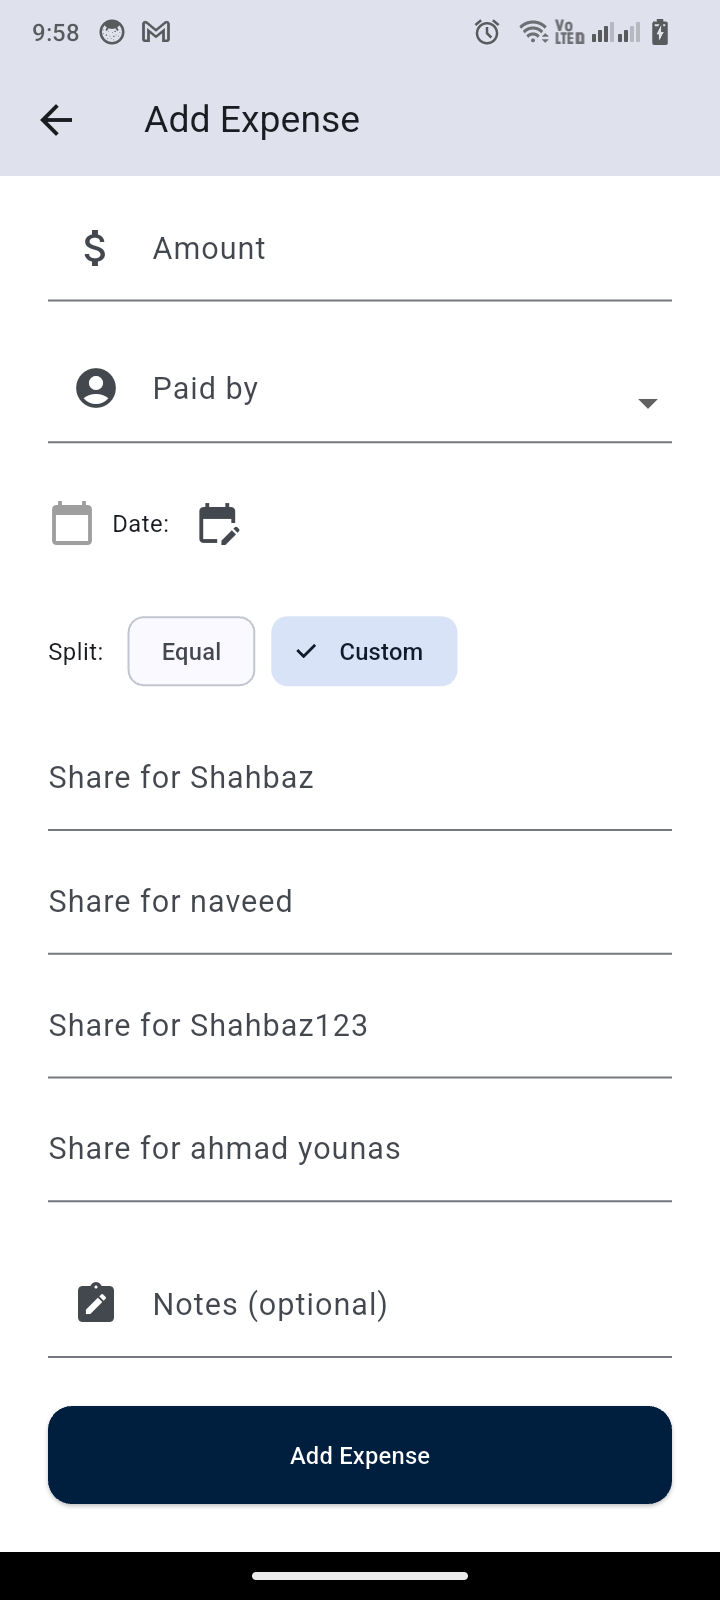 9:58
Vo
LTED
Add Expense
$ Amount
Paid by
Date:
Split: Equal Custom
Share for Shahbaz
Share for naveed
Share for Shahbaz123
Share for ahmad younas
Notes (optional)
Add Expense